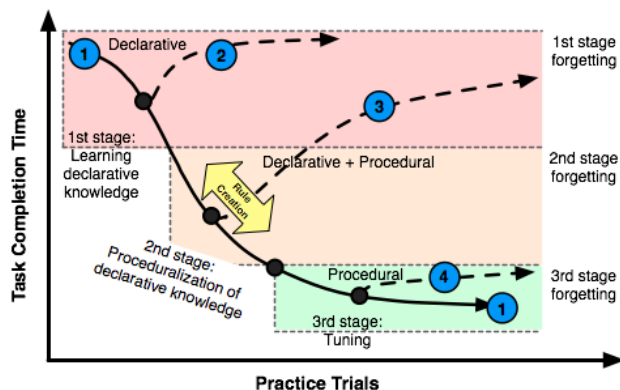 Declarative
1
2
1st stage
forgetting
3
1st stage:
Learning
declarative
knowledge
Declarative + Procedural
2nd stage
forgetting
Rule
Creation
2nd stage:
Proceduralization of
declarative knowledge
Procedural
4
3rd stage
forgetting
1
3rd stage:
Tuning
Task Completion Time
Practice Trials